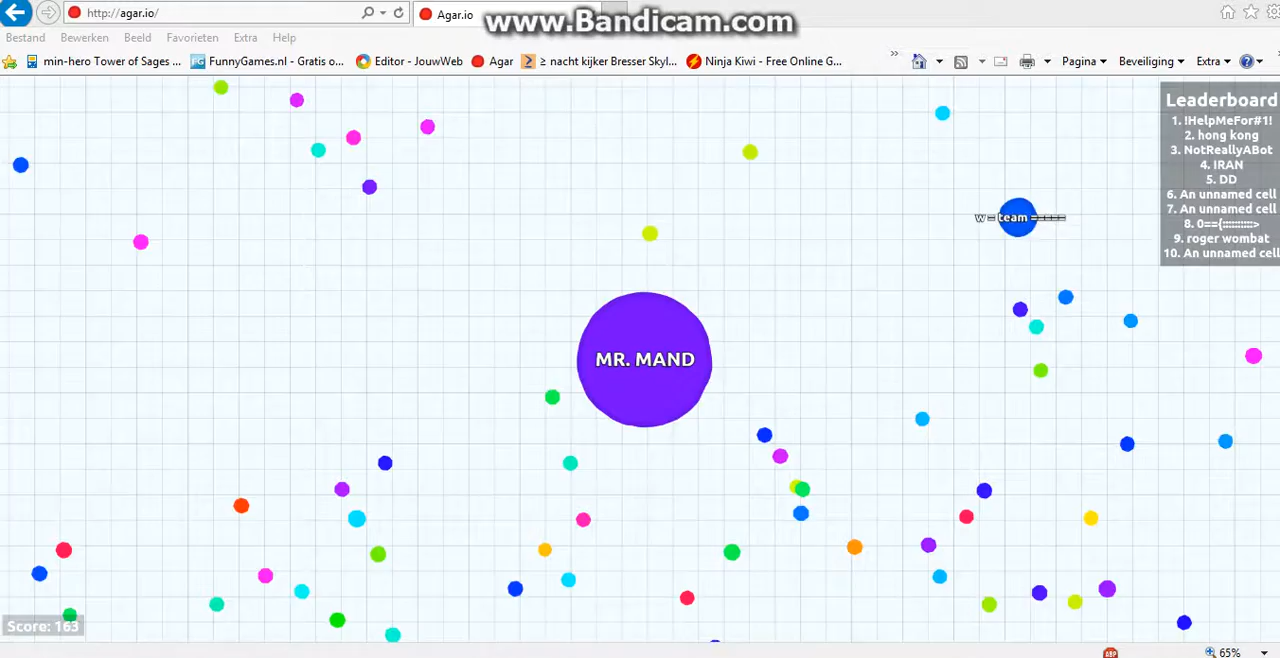 www.Bandicam.com
http://agar.io/
Agar.io
Bestand Bewerken Beeld Favorieten Extra Help
min-hero Tower of Sages ... FunnyGames.nl - Gratis o... Editor - JouwWeb Agar ≥ nacht kijker Bresser Skyl... Ninja Kiwi - Free Online G... » Pagina Beveiliging Extra
Leaderboard
1. !HelpMeFor#1!
2. hong kong
3. NotReallyABot
4. IRAN
5. DD
6. An unnamed cell
7. An unnamed cell
8. 0=={::::::::::>
9. roger wombat
10. An unnamed cell
w = team =====
MR. MAND
Score: 163
ABP
65%